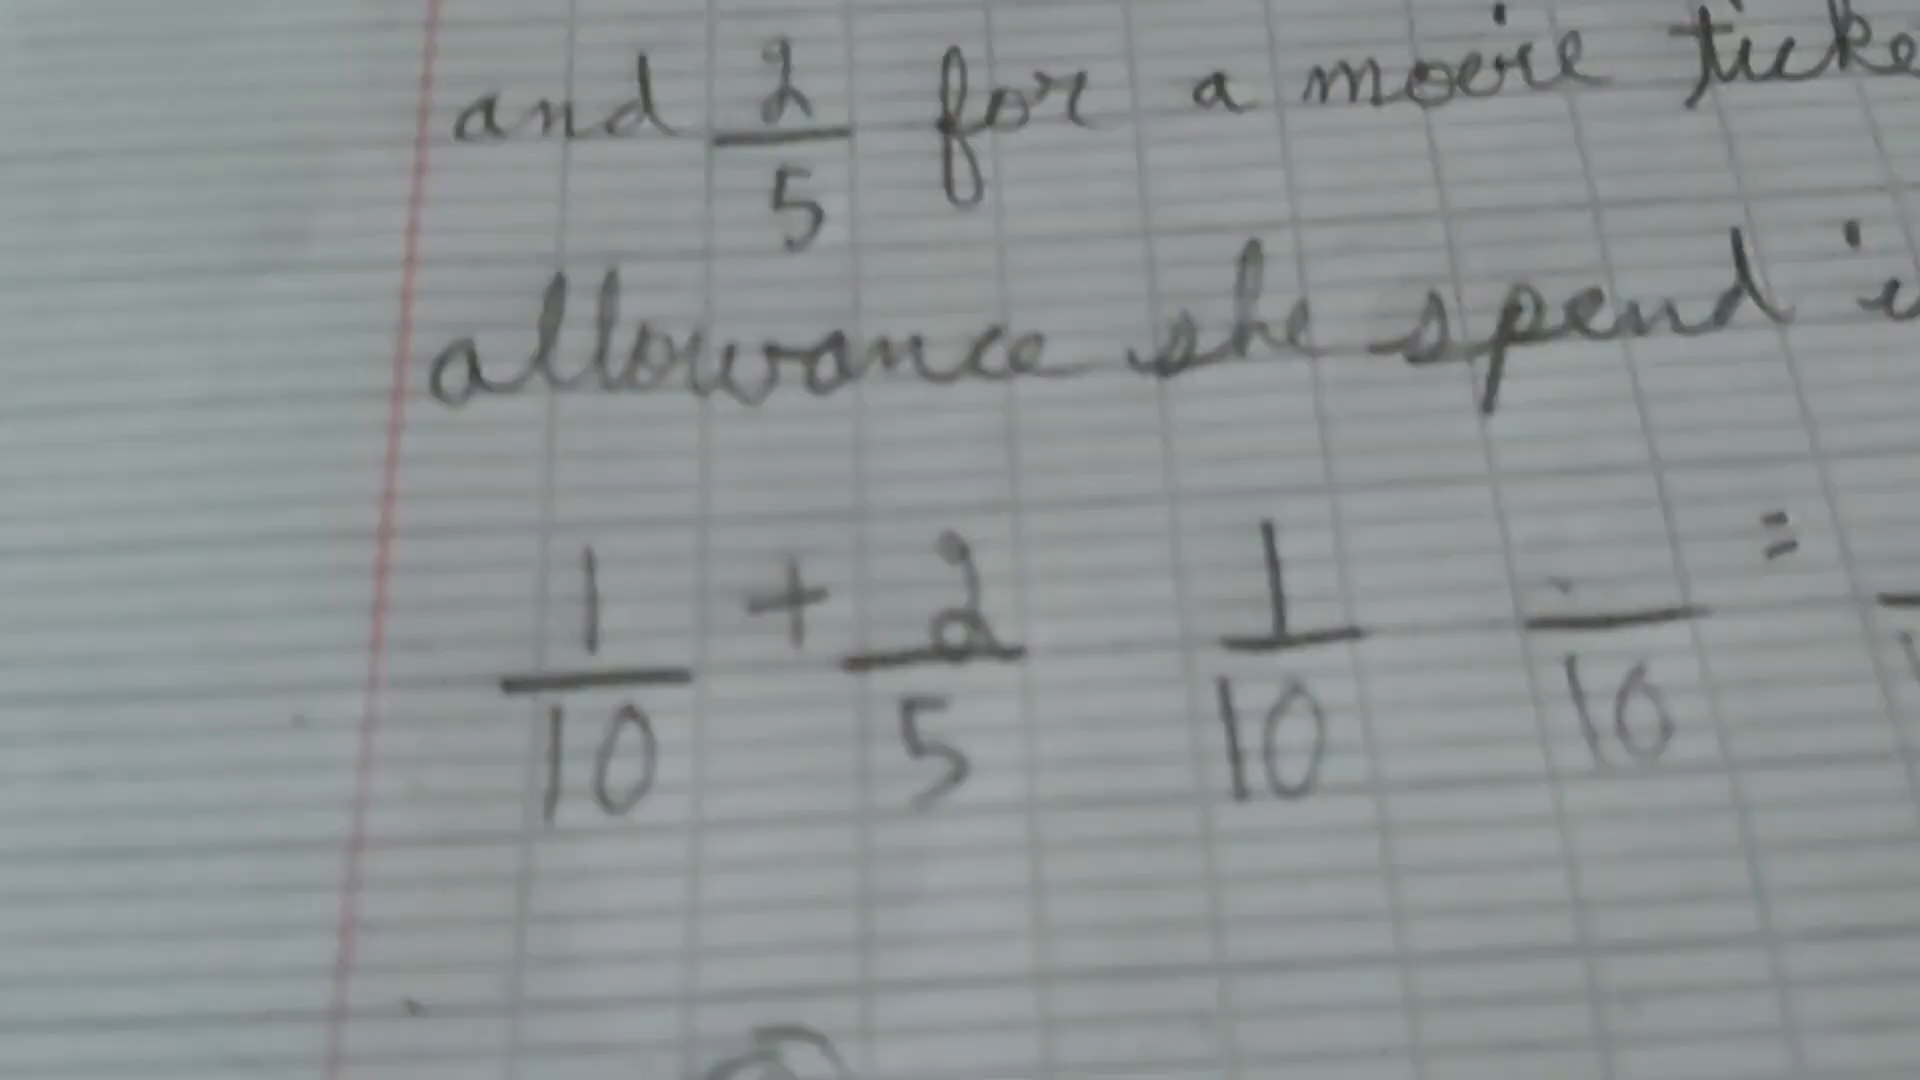 and 2/5 for a movie ticke
allowance she spend i
1/10 + 2/5 1/10 /10 =